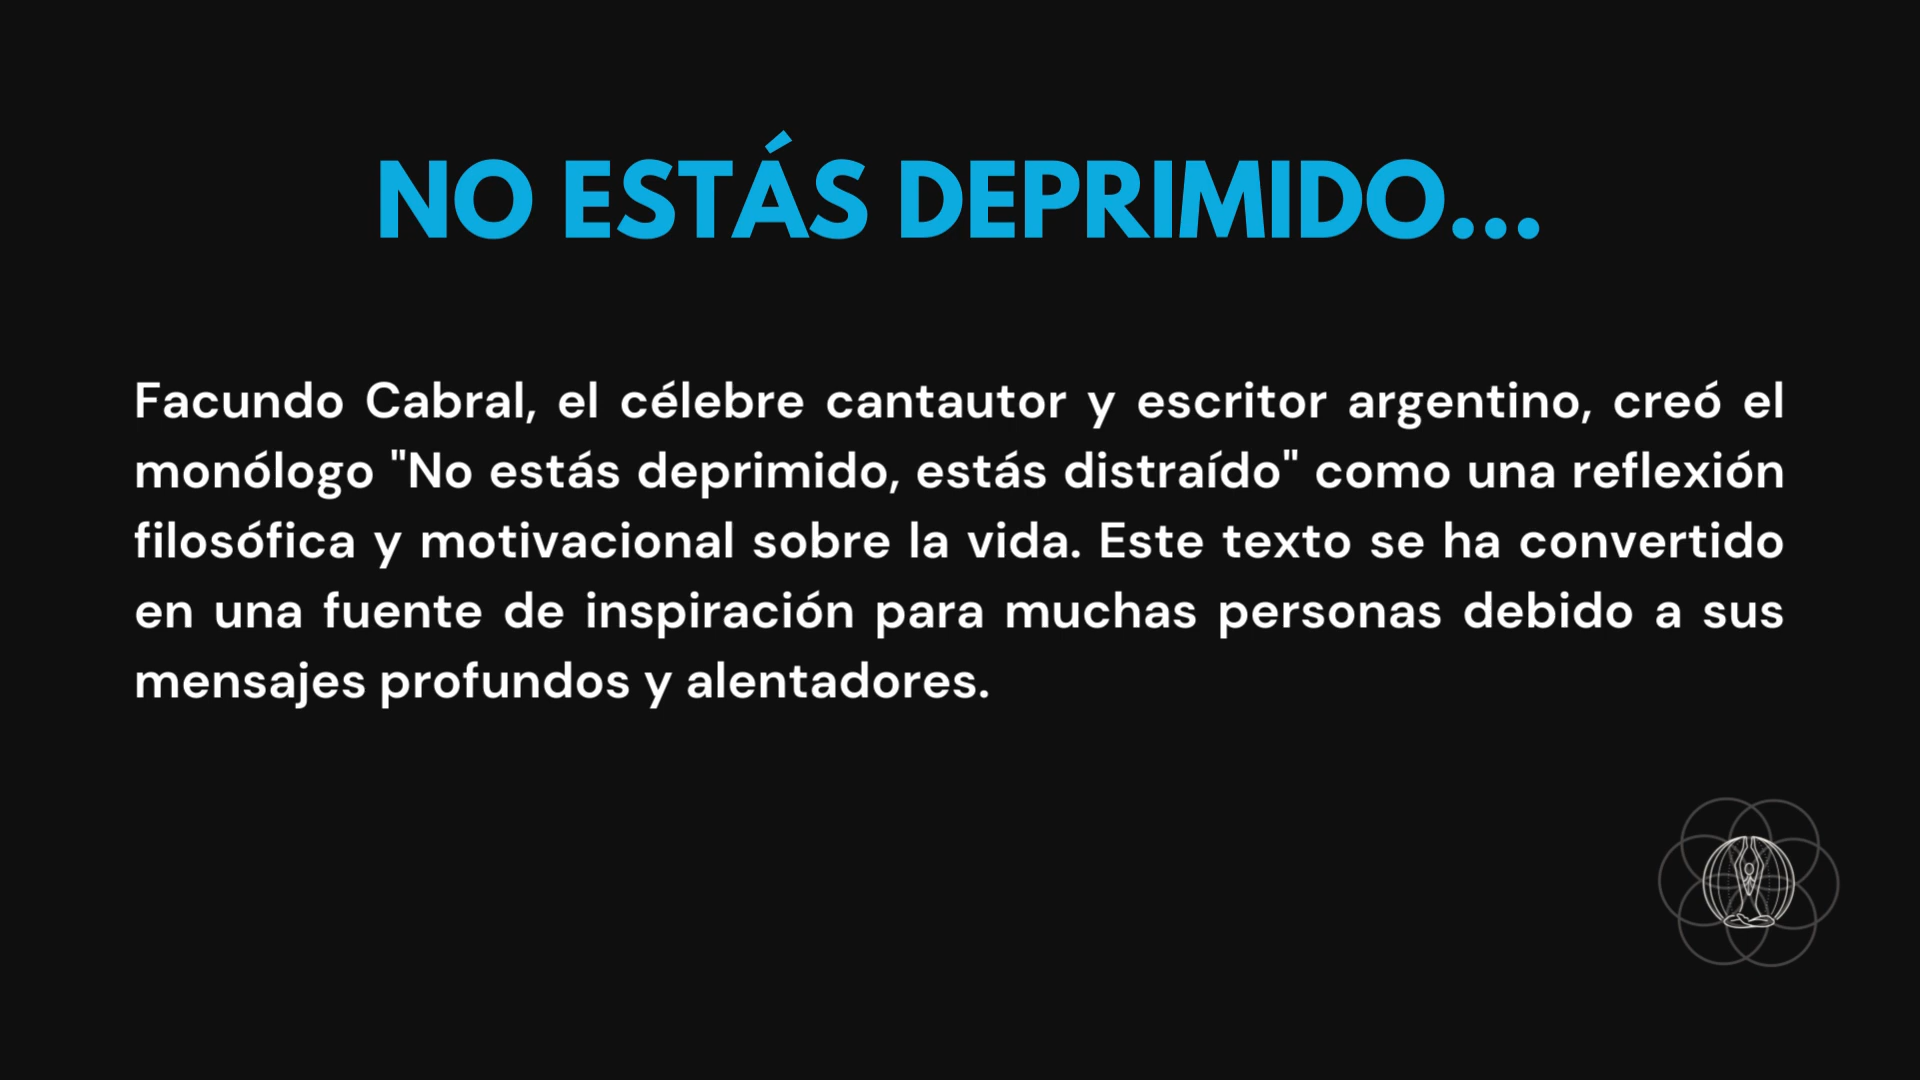 NO ESTÁS DEPRIMIDO...
Facundo Cabral, el célebre cantautor y escritor argentino, creó el
monólogo "No estás deprimido, estás distraído" como una reflexión
filosófica y motivacional sobre la vida. Este texto se ha convertido
en una fuente de inspiración para muchas personas debido a sus
mensajes profundos y alentadores.